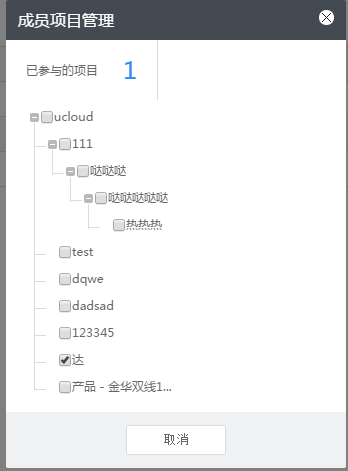 成员项目管理
已参与的项目 1
ucloud
111
哒哒哒
哒哒哒哒哒
热热热
test
dqwe
dadsad
123345
达
产品 - 金华双线1...
取消